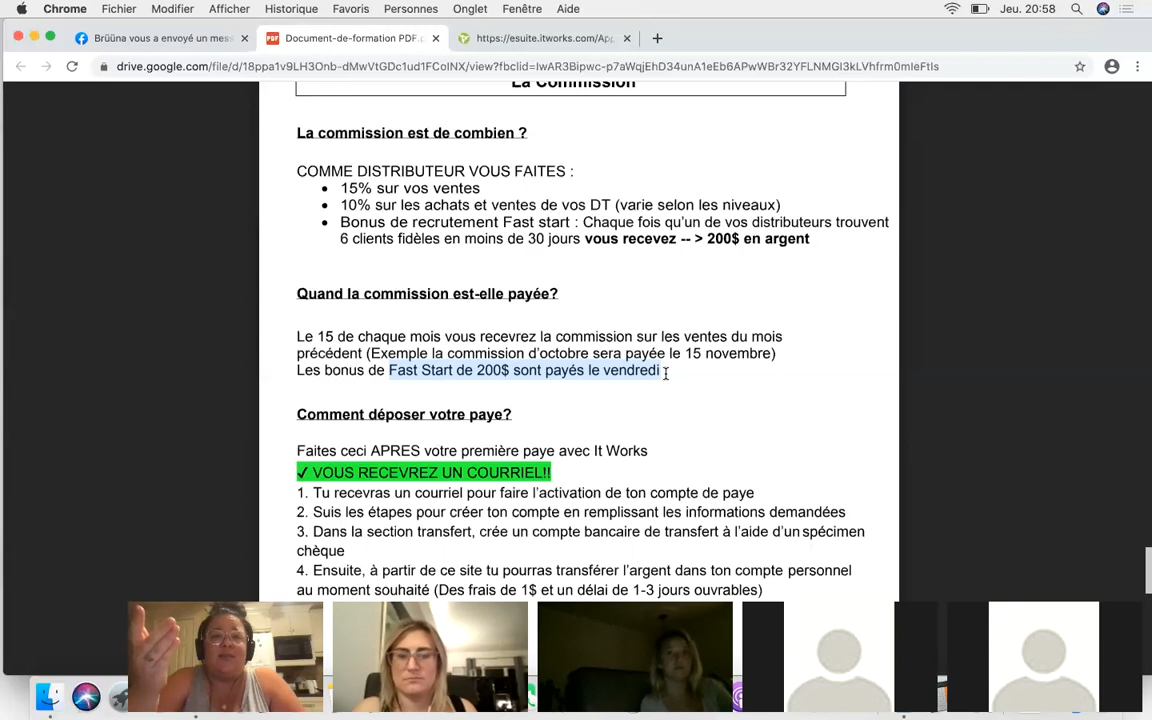 Chrome Fichier Modifier Afficher Historique Favoris Personnes Onglet Fenêtre Aide Jeu. 20:58
Brüüna vous a envoyé un mess
Document-de-formation PDF.p
https://esuite.itworks.com/App
drive.google.com/file/d/18ppa1v9LH3Onb-dMwVtGDc1ud1FCoINX/view?fbclid=IwAR3Bipwc-p7aWqjEhD34unA1eEb6APwWBr32YFLNMGI3kLVhfrm0mIeFtIs
La Commission
La commission est de combien ?
COMME DISTRIBUTEUR VOUS FAITES :
• 15% sur vos ventes
• 10% sur les achats et ventes de vos DT (varie selon les niveaux)
• Bonus de recrutement Fast start : Chaque fois qu’un de vos distributeurs trouvent
6 clients fidèles en moins de 30 jours vous recevez -- > 200$ en argent
Quand la commission est-elle payée?
Le 15 de chaque mois vous recevrez la commission sur les ventes du mois
précédent (Exemple la commission d’octobre sera payée le 15 novembre)
Les bonus de Fast Start de 200$ sont payés le vendredi
Comment déposer votre paye?
Faites ceci APRES votre première paye avec It Works
✓ VOUS RECEVREZ UN COURRIEL!!
1. Tu recevras un courriel pour faire l’activation de ton compte de paye
2. Suis les étapes pour créer ton compte en remplissant les informations demandées
3. Dans la section transfert, crée un compte bancaire de transfert à l’aide d’un spécimen
chèque
4. Ensuite, à partir de ce site tu pourras transférer l’argent dans ton compte personnel
au moment souhaité (Des frais de 1$ et un délai de 1-3 jours ouvrables)